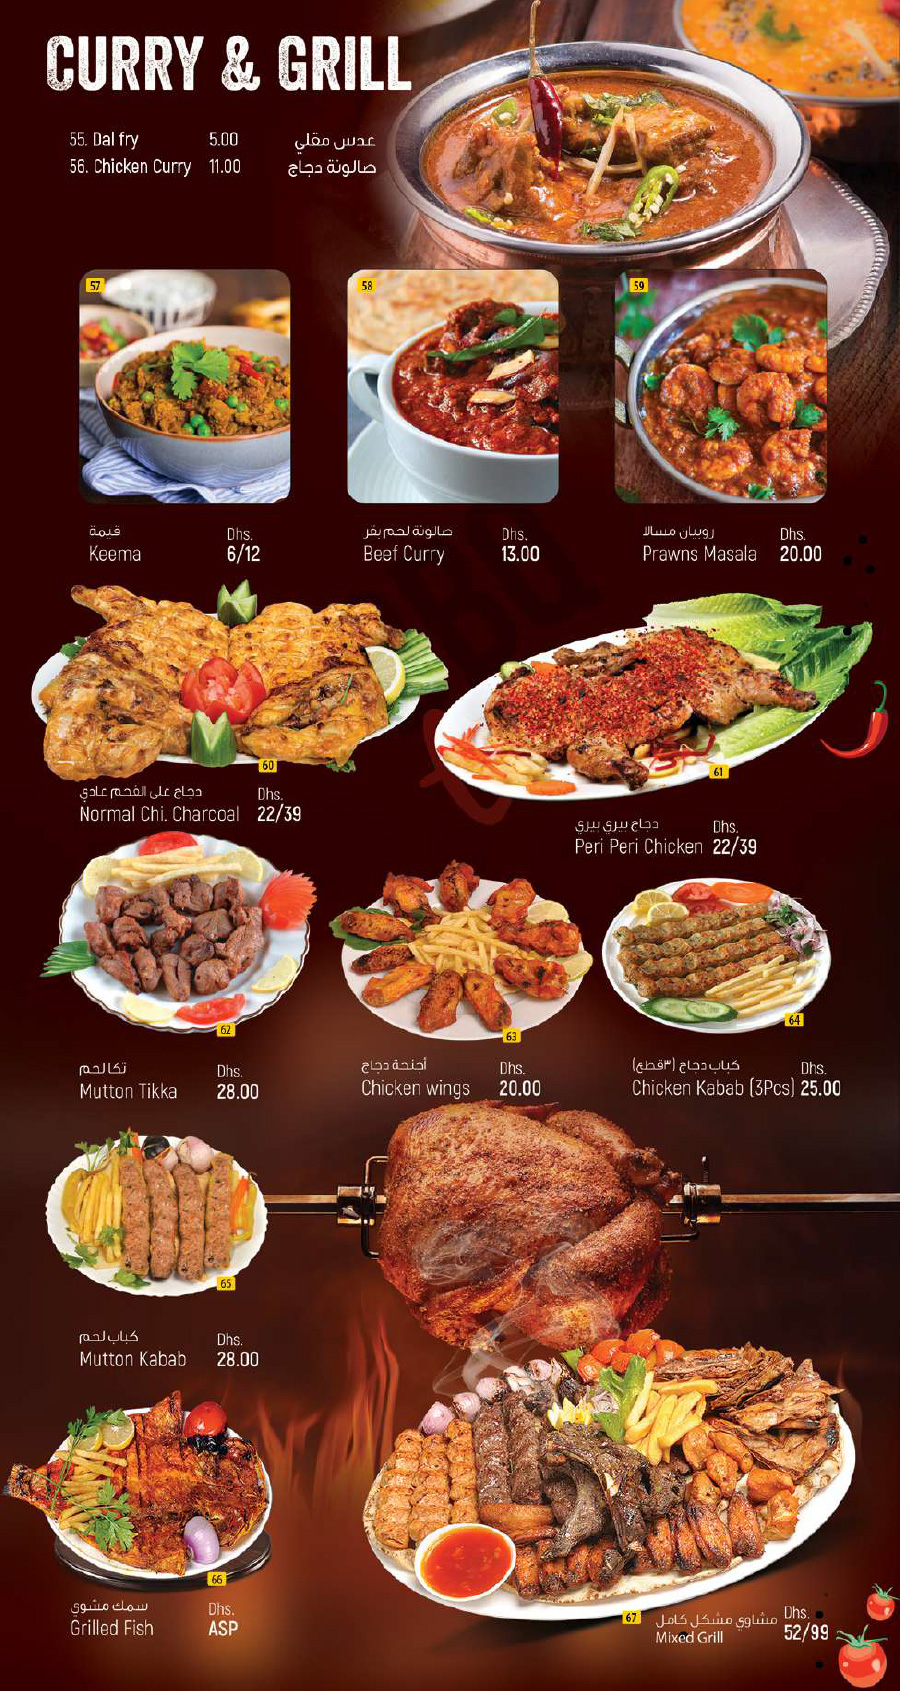 CURRY & GRILL
55. Dal fry 5.00 عدس مقلي
56. Chicken Curry 11.00 صالونة دجاج
57
58
59
قيمة Dhs.
Keema 6/12
صالونة لحم بقر Dhs.
Beef Curry 13.00
روبيان مسالا Dhs.
Prawns Masala 20.00
60
61
دجاج على الفحم عادي Dhs.
Normal Chi. Charcoal 22/39
دجاج بيري بيري Dhs.
Peri Peri Chicken 22/39
62
63
64
تكا لحم Dhs.
Mutton Tikka 28.00
أجنحة دجاج Dhs.
Chicken wings 20.00
كباب دجاج (٣قطع) Dhs.
Chicken Kabab (3Pcs) 25.00
65
كباب لحم Dhs.
Mutton Kabab 28.00
66
سمك مشوي Dhs.
Grilled Fish ASP
67 مشاوي مشكل كامل Dhs.
Mixed Grill 52/99